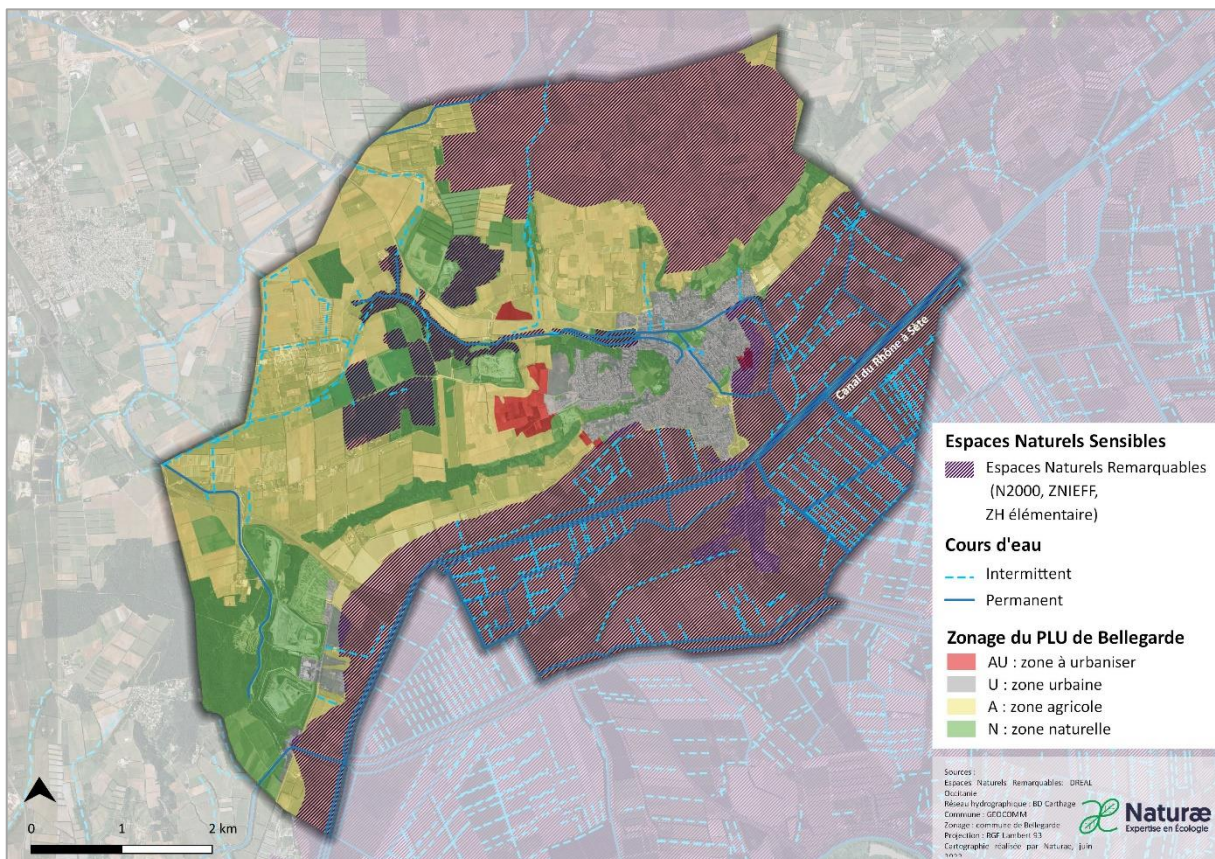 Canal du Rhône à Sète
Espaces Naturels Sensibles
Espaces Naturels Remarquables
(N2000, ZNIEFF,
ZH élémentaire)
Cours d'eau
Intermittent
Permanent
Zonage du PLU de Bellegarde
AU : zone à urbaniser
U : zone urbaine
A : zone agricole
N : zone naturelle
Sources :
Espaces Naturels Remarquables: DREAL
Occitanie
Réseau hydrographique : BD Carthage
Commune : GEOCOMM
Zonage : commune de Bellegarde
Projection : RGF Lambert 93
Cartographie réalisée par Naturae, juin
Naturæ
Expertise en Écologie
0 1 2 km